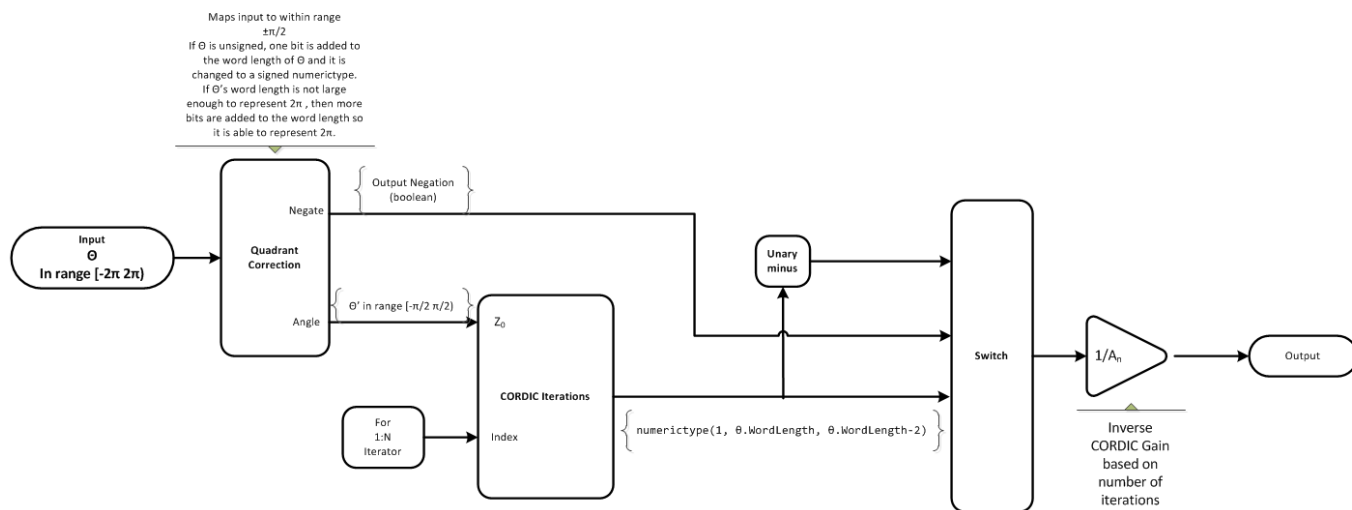 Maps input to within range
±π/2
If Θ is unsigned, one bit is added to
the word length of Θ and it is
changed to a signed numerictype.
If Θ's word length is not large
enough to represent 2π , then more
bits are added to the word length so
it is able to represent 2π.
Input
Θ
In range [-2π 2π)
Quadrant
Correction
Negate
Angle
Output Negation
(boolean)
Θ' in range [-π/2 π/2)
Z₀
CORDIC Iterations
Index
For
1:N
Iterator
Unary
minus
numerictype(1, θ.WordLength, θ.WordLength-2)
Switch
1/Aₙ
Inverse
CORDIC Gain
based on
number of
iterations
Output